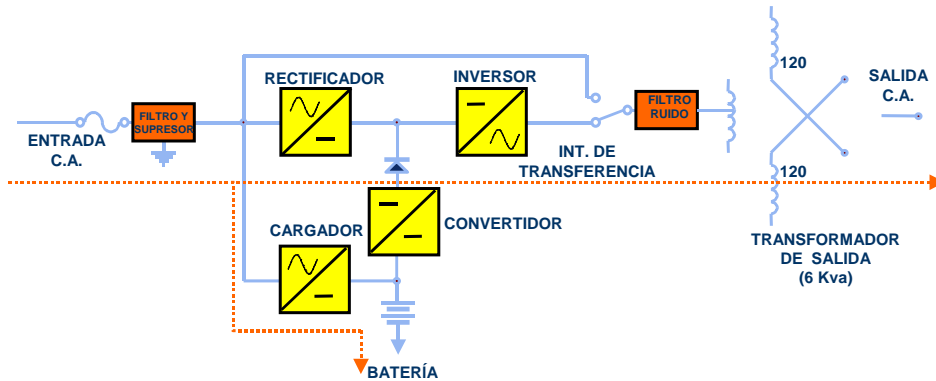 120
RECTIFICADOR
INVERSOR
SALIDA
C.A.
FILTRO Y
SUPRESOR
FILTRO
RUIDO
ENTRADA
C.A.
INT. DE
TRANSFERENCIA
120
CARGADOR
CONVERTIDOR
TRANSFORMADOR
DE SALIDA
(6 Kva)
BATERÍA